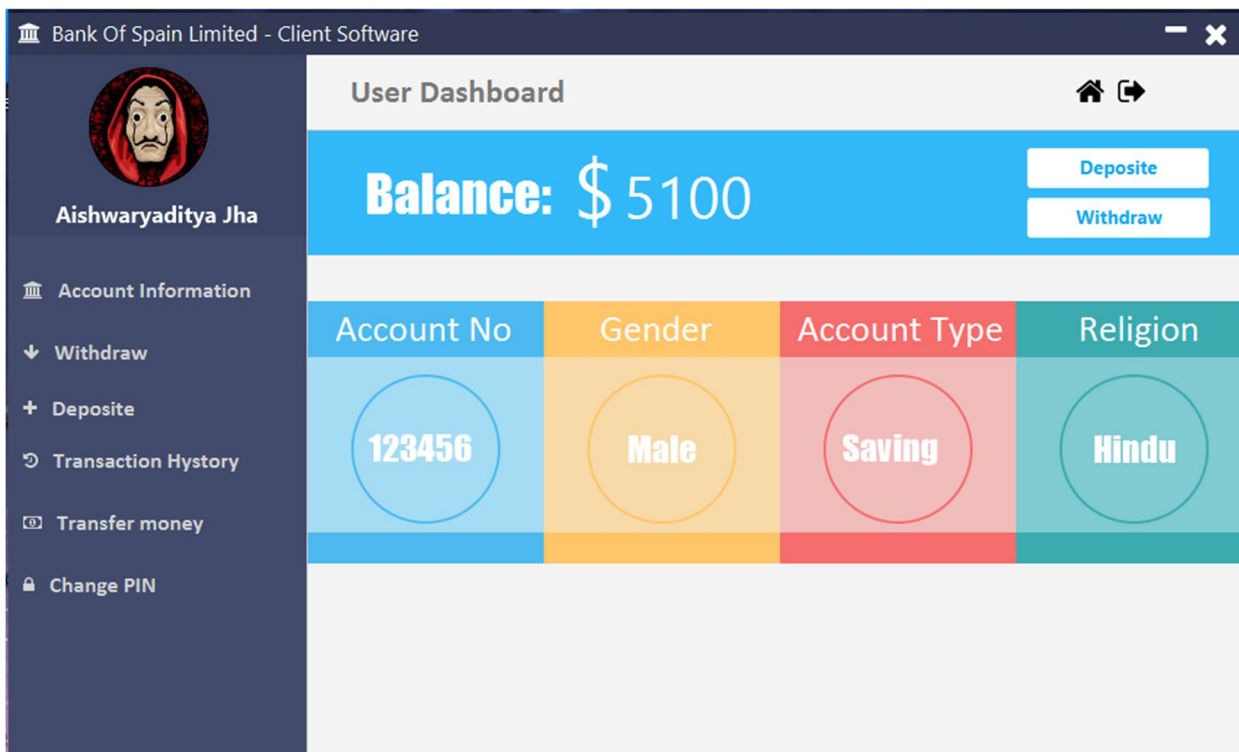 Bank Of Spain Limited - Client Software
Aishwaryaditya Jha
Account Information
Withdraw
Deposite
Transaction Hystory
Transfer money
Change PIN
User Dashboard
Balance: $ 5100
Deposite
Withdraw
Account No Gender Account Type Religion
123456 Male Saving Hindu